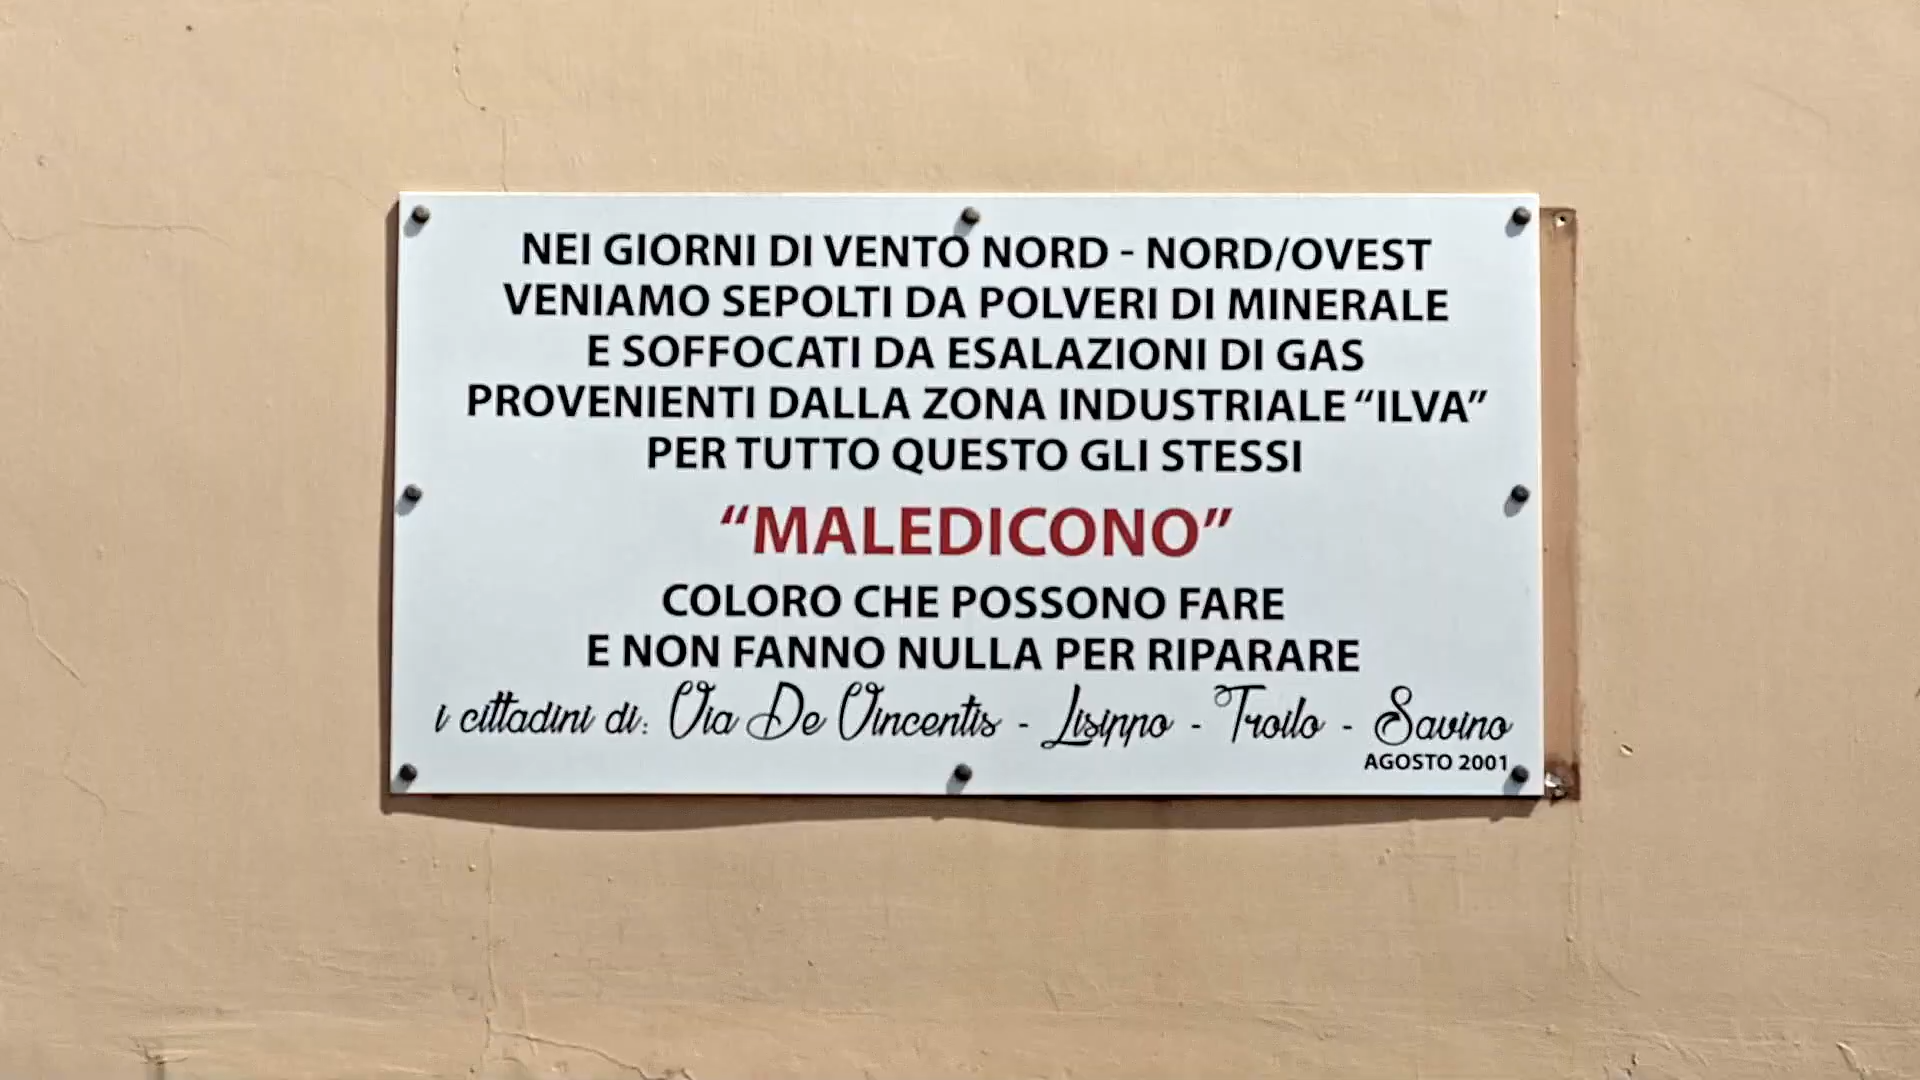 NEI GIORNI DI VENTO NORD - NORD/OVEST
VENIAMO SEPOLTI DA POLVERI DI MINERALE
E SOFFOCATI DA ESALAZIONI DI GAS
PROVENIENTI DALLA ZONA INDUSTRIALE “ILVA”
PER TUTTO QUESTO GLI STESSI
“MALEDICONO”
COLORO CHE POSSONO FARE
E NON FANNO NULLA PER RIPARARE
i cittadini di: Via De Vincentis - Lisippo - Troilo - Savino
AGOSTO 2001